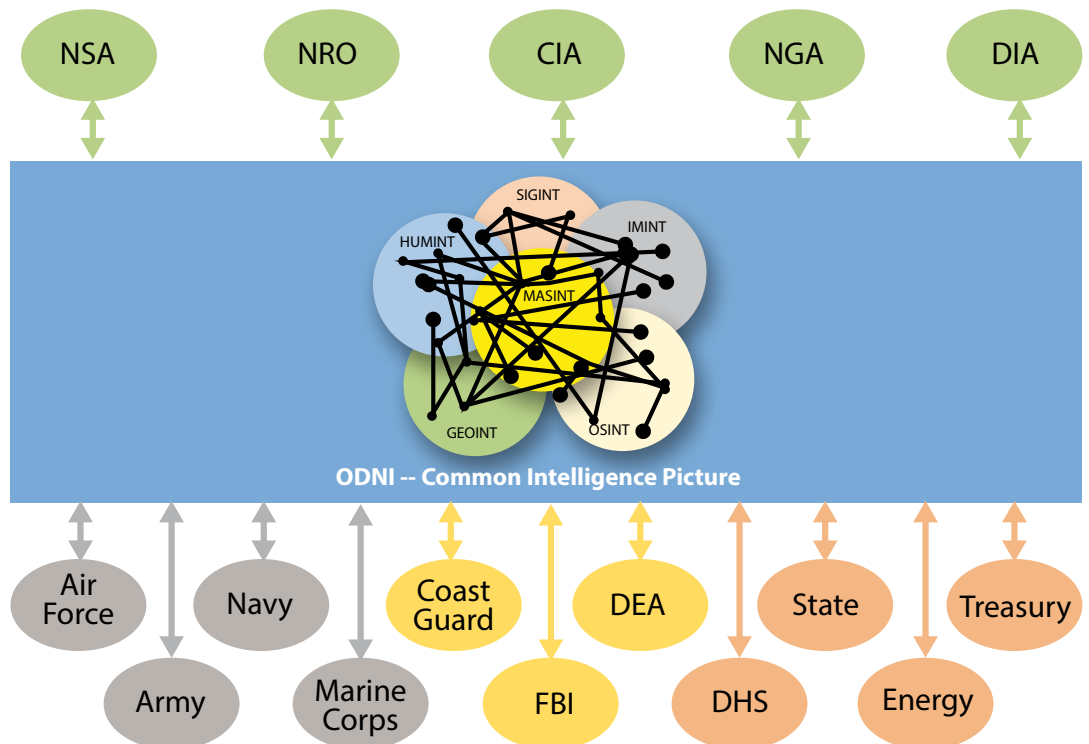 NSA
NRO
CIA
NGA
DIA
SIGINT
IMINT
HUMINT
MASINT
GEOINT
OSINT
ODNI -- Common Intelligence Picture
Air
Force
Navy
Coast
Guard
DEA
State
Treasury
Army
Marine
Corps
FBI
DHS
Energy